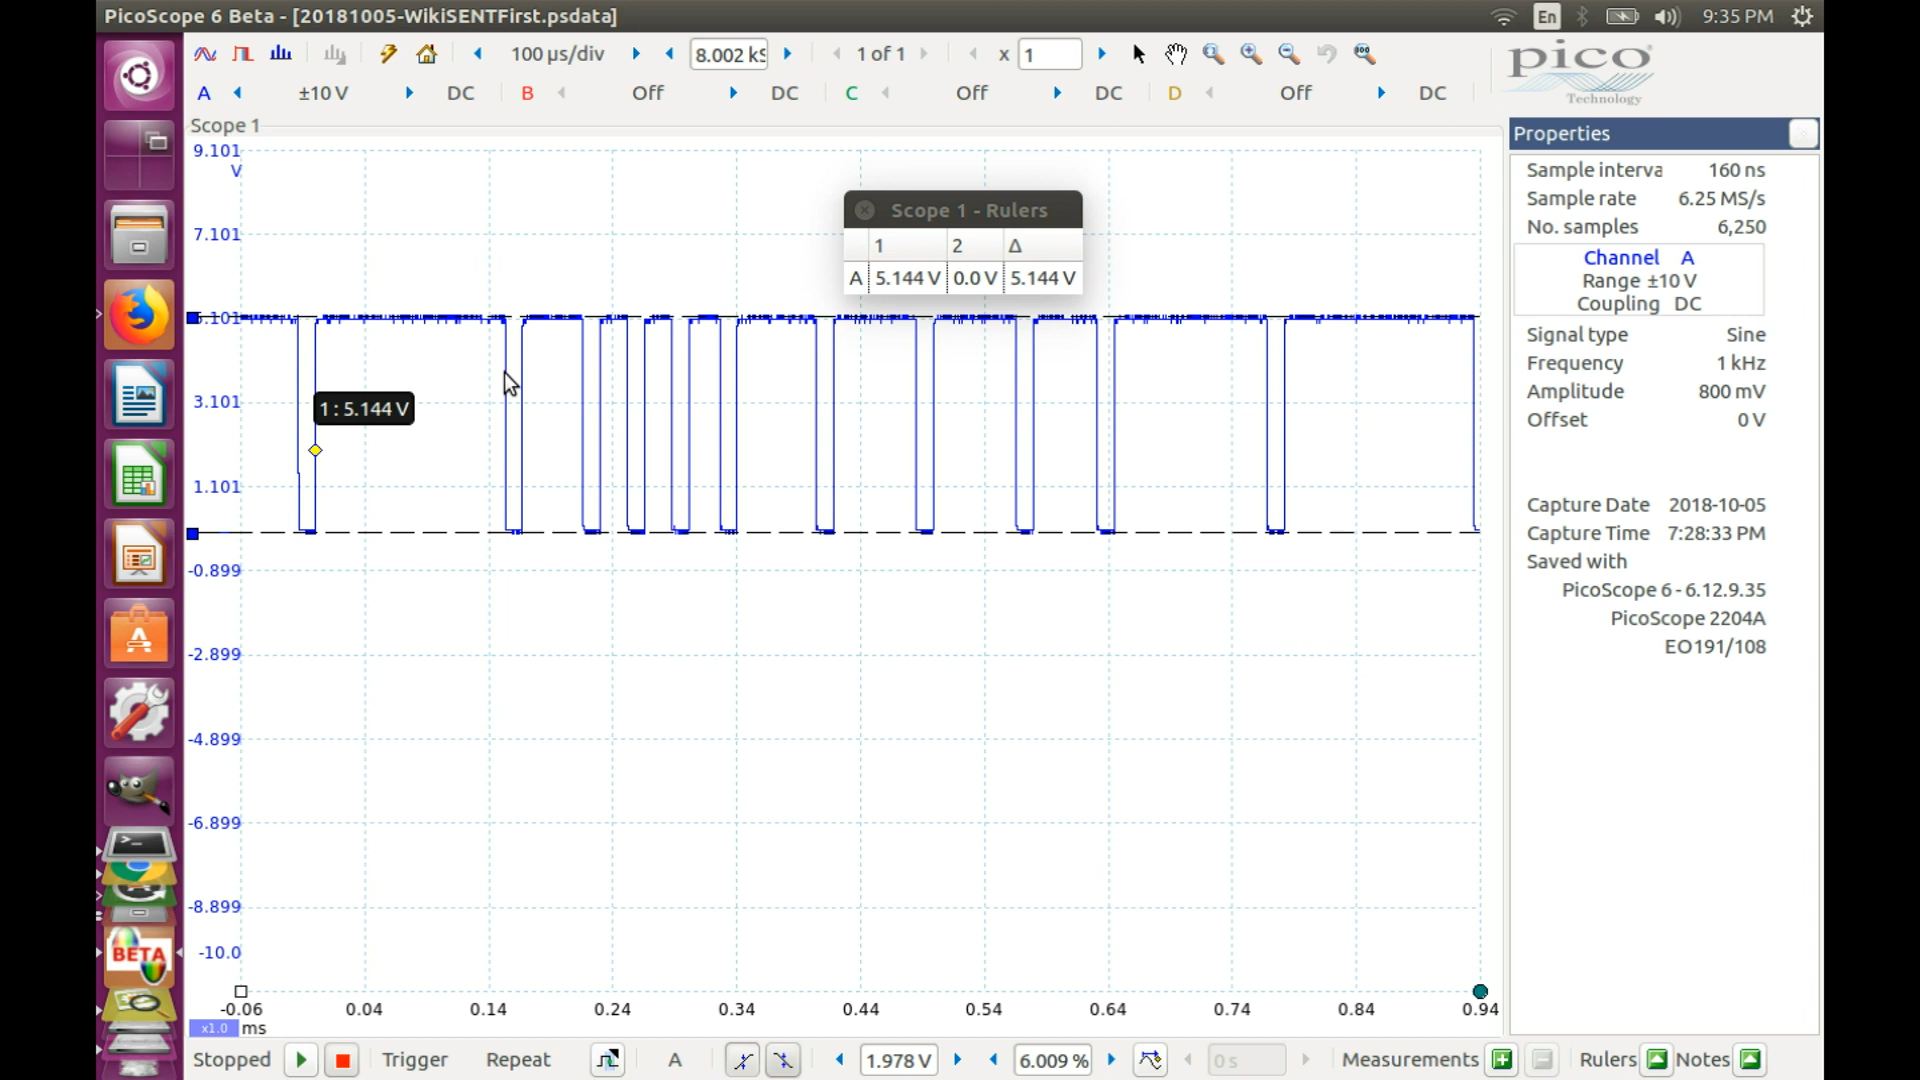 PicoScope 6 Beta - [20181005-WikiSENTFirst.psdata]
En
9:35 PM
100 µs/div
8.002 kS
1 of 1
x 1
pico
Technology
A ±10 V DC B Off DC C Off DC D Off DC
Scope 1
Properties
9.101
V
7.101
5.101
3.101
1.101
-0.899
-2.899
-4.899
-6.899
-8.899
-10.0
Scope 1 - Rulers
1 2 Δ
A 5.144 V 0.0 V 5.144 V
1 : 5.144 V
Sample interva 160 ns
Sample rate 6.25 MS/s
No. samples 6,250
Channel A
Range ±10 V
Coupling DC
Signal type Sine
Frequency 1 kHz
Amplitude 800 mV
Offset 0 V
Capture Date 2018-10-05
Capture Time 7:28:33 PM
Saved with
PicoScope 6 - 6.12.9.35
PicoScope 2204A
EO191/108
BETA
-0.06 0.04 0.14 0.24 0.34 0.44 0.54 0.64 0.74 0.84 0.94
x1.0 ms
Stopped Trigger Repeat A 1.978 V 6.009 % 0 s Measurements Rulers Notes